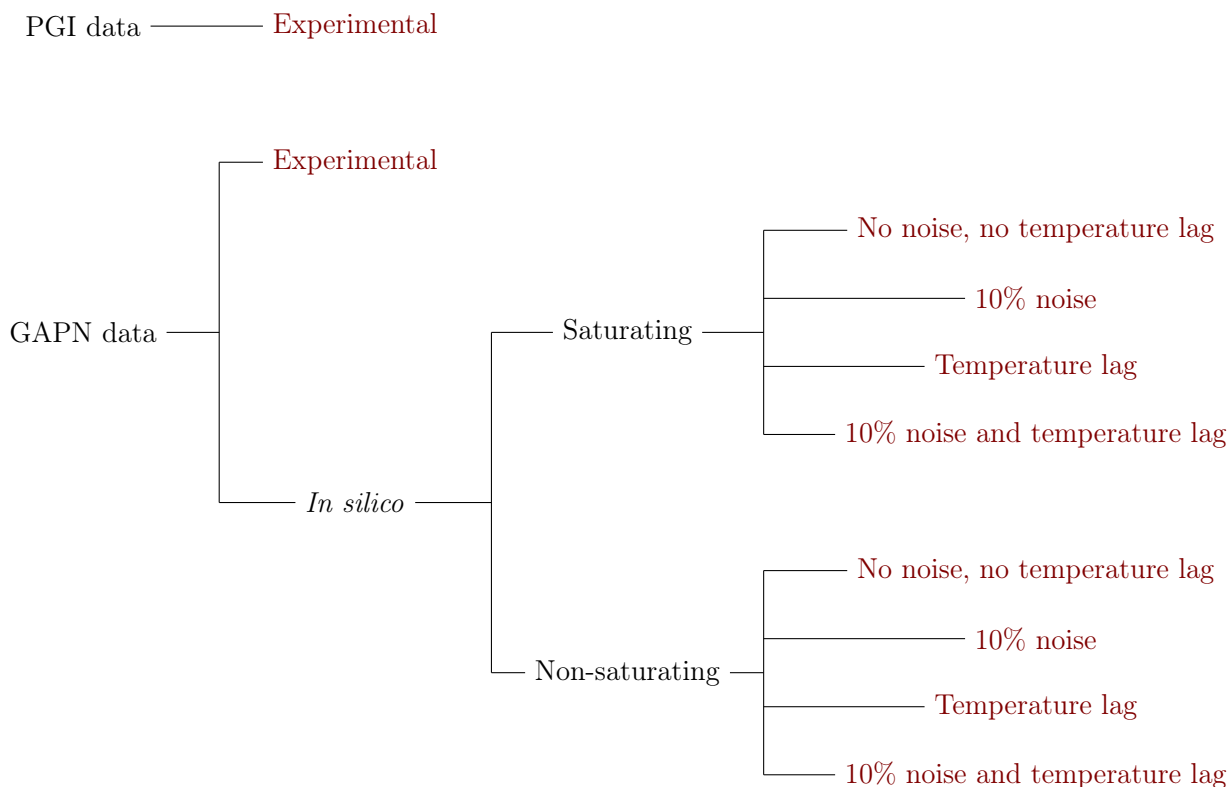 PGI data
Experimental
Experimental
No noise, no temperature lag
10% noise
GAPN data
Saturating
Temperature lag
10% noise and temperature lag
In silico
No noise, no temperature lag
10% noise
Non-saturating
Temperature lag
10% noise and temperature lag